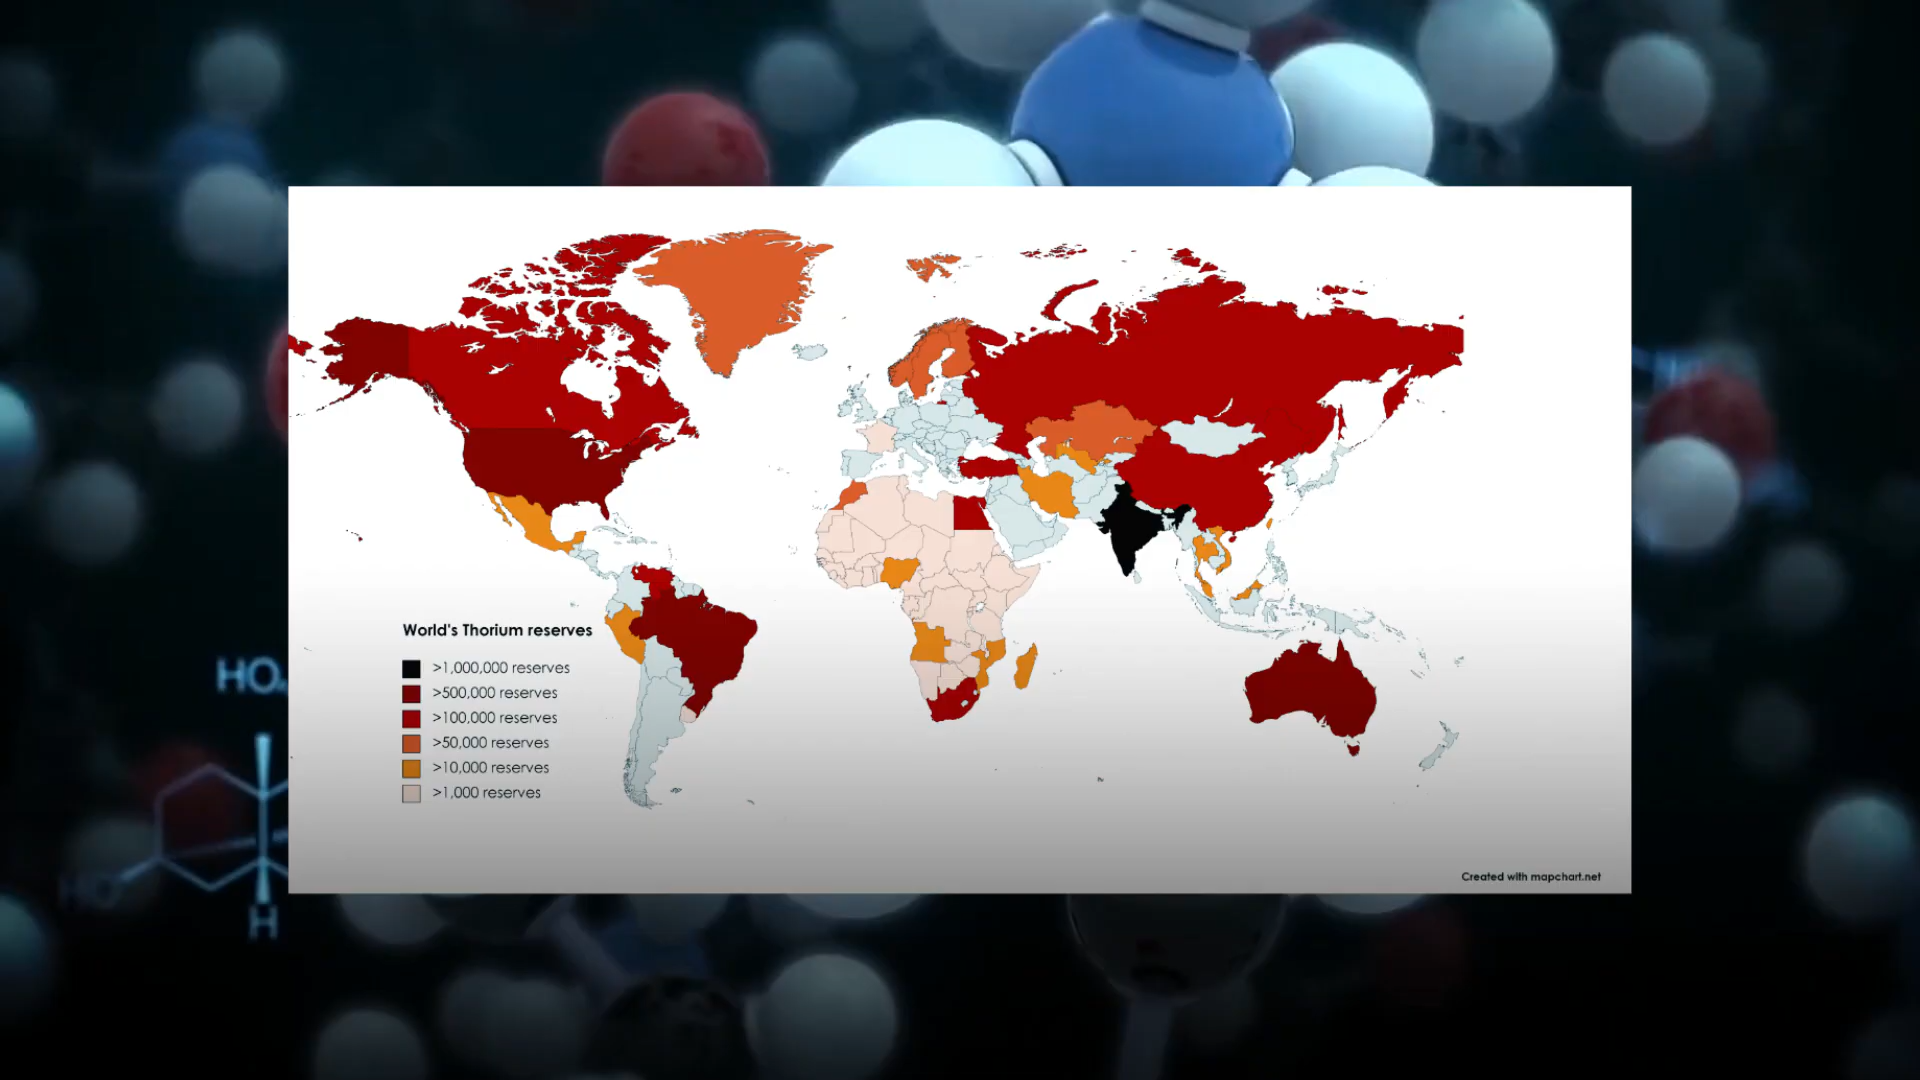 World's Thorium reserves
>1,000,000 reserves
>500,000 reserves
>100,000 reserves
>50,000 reserves
>10,000 reserves
>1,000 reserves
Created with mapchart.net
HO
HO
H